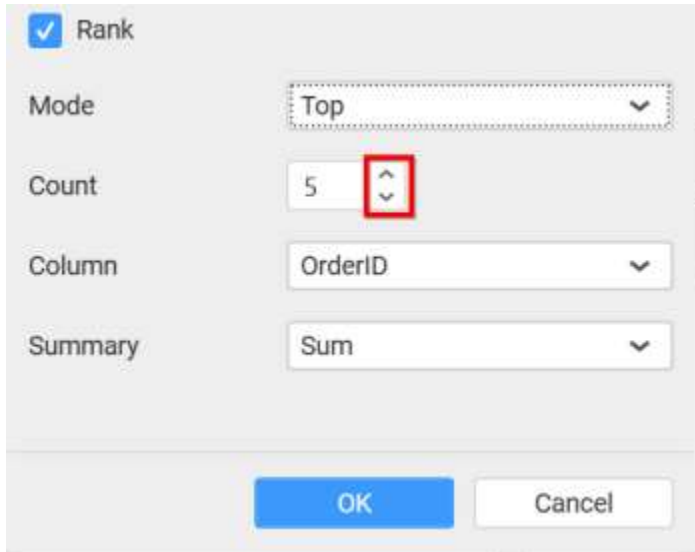 Rank
Mode Top
Count 5
Column OrderID
Summary Sum
OK Cancel